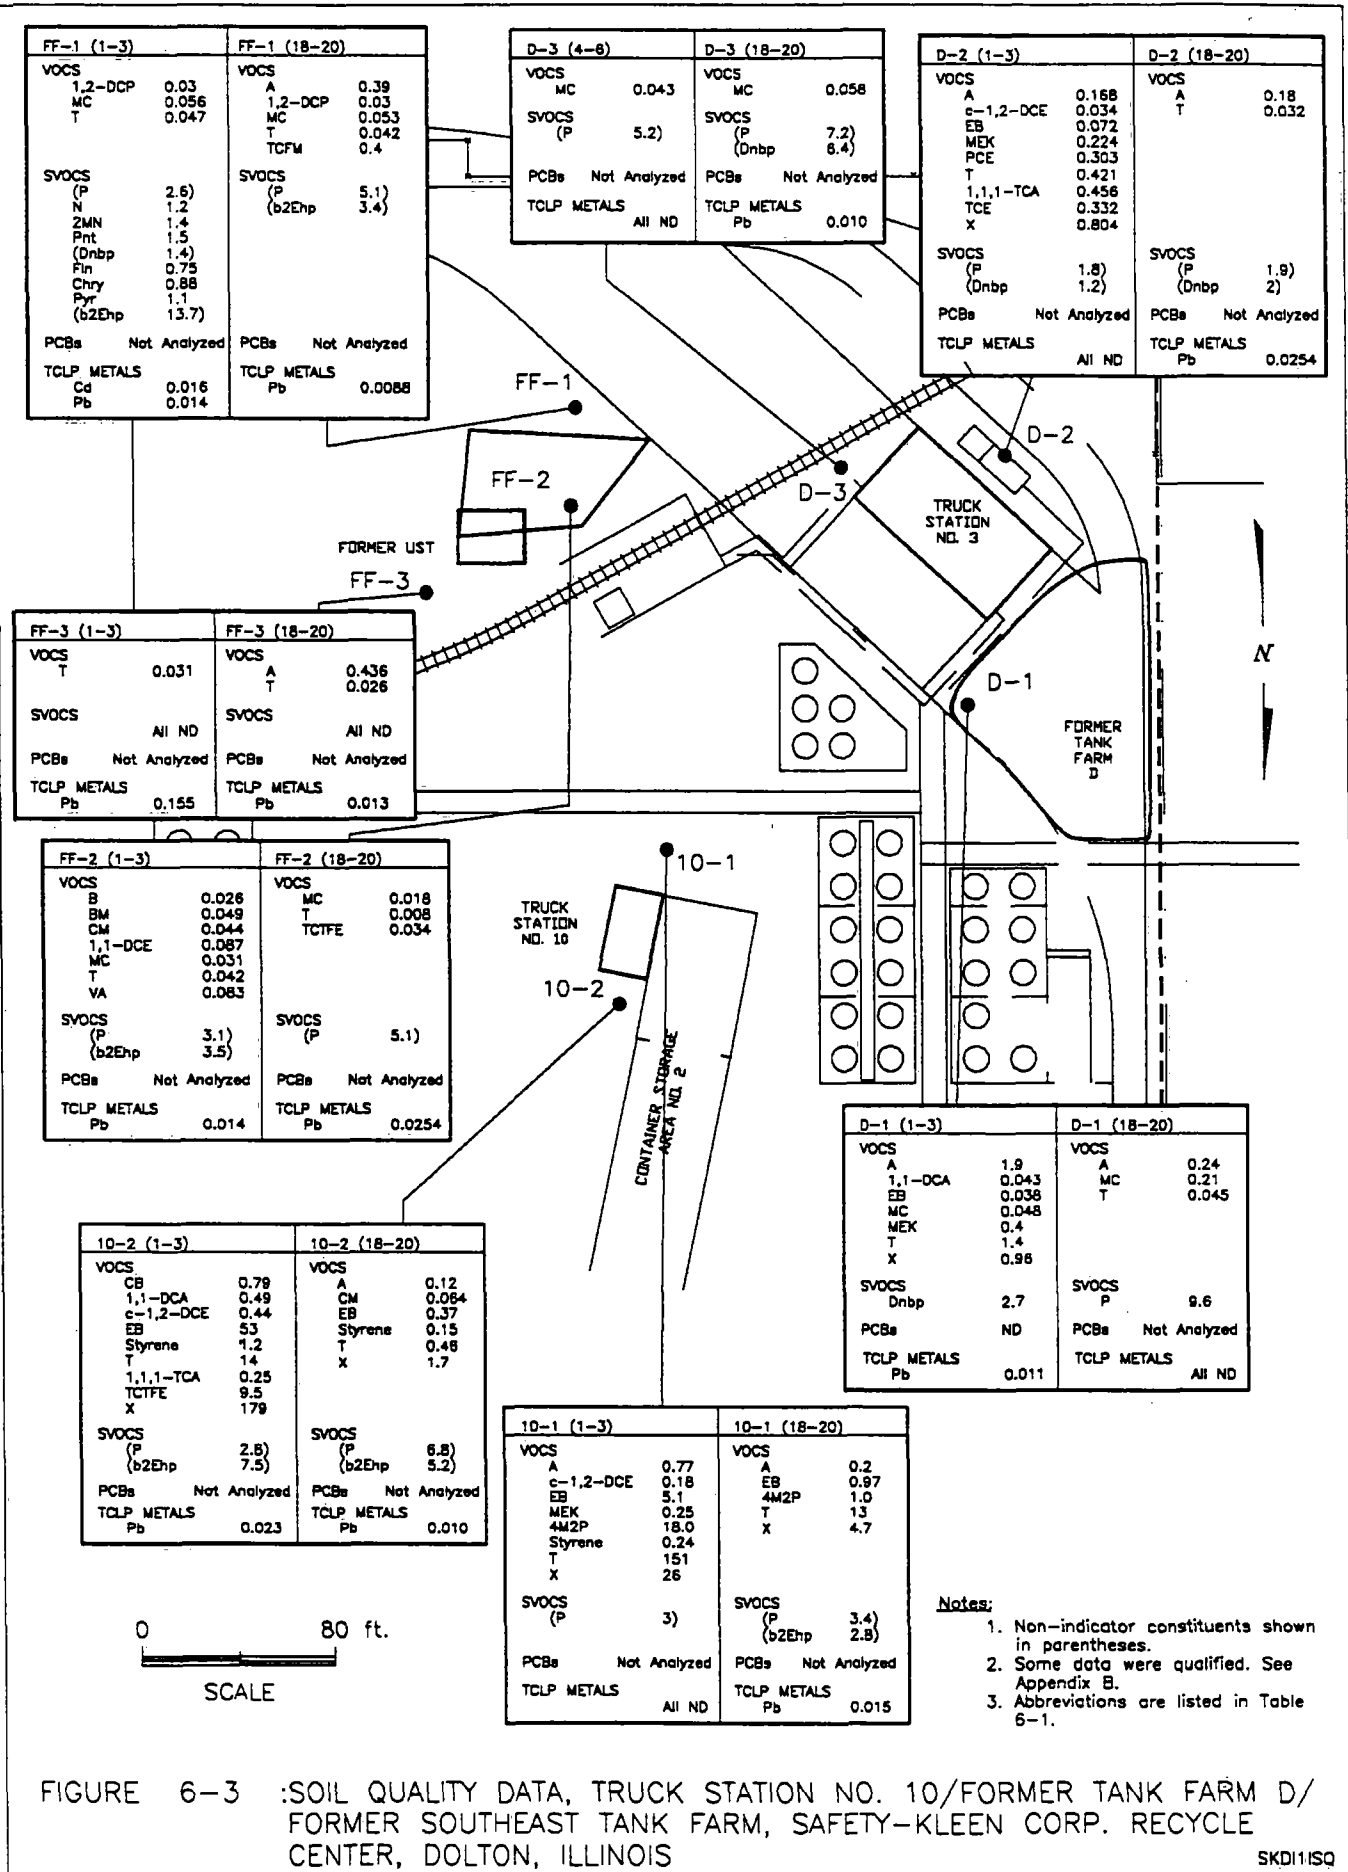 FF-1 (1-3) FF-1 (18-20)
VOCS VOCS
1,2-DCP 0.03 A 0.39
MC 0.056 1,2-DCP 0.03
T 0.047 MC 0.053
T 0.042
TCFM 0.4
SVOCS SVOCS
(P 2.6) (P 5.1)
N 1.2 (b2Ehp 3.4)
2MN 1.4
Pnt 1.5
(Dnbp 1.4)
Fln 0.75
Chry 0.88
Pyr 1.1
(b2Ehp 13.7)
PCBs Not Analyzed PCBs Not Analyzed
TCLP METALS TCLP METALS
Cd 0.016 Pb 0.0088
Pb 0.014
D-3 (4-6) D-3 (18-20)
VOCS VOCS
MC 0.043 MC 0.058
SVOCS SVOCS
(P 5.2) (P 7.2)
(Dnbp 6.4)
PCBs Not Analyzed PCBs Not Analyzed
TCLP METALS TCLP METALS
All ND Pb 0.010
D-2 (1-3) D-2 (18-20)
VOCS VOCS
A 0.168 A 0.18
c-1,2-DCE 0.034 T 0.032
EB 0.072
MEK 0.224
PCE 0.303
T 0.421
1,1,1-TCA 0.456
TCE 0.332
X 0.804
SVOCS SVOCS
(P 1.8) (P 1.9)
(Dnbp 1.2) (Dnbp 2)
PCBs Not Analyzed PCBs Not Analyzed
TCLP METALS TCLP METALS
All ND Pb 0.0254
FF-1
D-2
FF-2
D-3
TRUCK
STATION
NO. 3
FORMER UST
FF-3
N
D-1
FORMER
TANK
FARM
D
FF-3 (1-3) FF-3 (18-20)
VOCS VOCS
T 0.031 A 0.436
T 0.026
SVOCS SVOCS
All ND All ND
PCBs Not Analyzed PCBs Not Analyzed
TCLP METALS TCLP METALS
Pb 0.155 Pb 0.013
FF-2 (1-3) FF-2 (18-20)
VOCS VOCS
B 0.026 MC 0.018
BM 0.049 T 0.008
CM 0.044 TCTFE 0.034
1,1-DCE 0.087
MC 0.031
T 0.042
VA 0.083
SVOCS SVOCS
(P 3.1) (P 5.1)
(b2Ehp 3.5)
PCBs Not Analyzed PCBs Not Analyzed
TCLP METALS TCLP METALS
Pb 0.014 Pb 0.0254
10-1
TRUCK
STATION
NO. 10
10-2
CONTAINER STORAGE
AREA NO. 2
D-1 (1-3) D-1 (18-20)
VOCS VOCS
A 1.9 A 0.24
1,1-DCA 0.043 MC 0.21
EB 0.038 T 0.045
MC 0.048
MEK 0.4
T 1.4
X 0.96
SVOCS SVOCS
Dnbp 2.7 P 9.6
PCBs ND PCBs Not Analyzed
TCLP METALS TCLP METALS
Pb 0.011 All ND
10-2 (1-3) 10-2 (18-20)
VOCS VOCS
CB 0.79 A 0.12
1,1-DCA 0.49 CM 0.064
c-1,2-DCE 0.44 EB 0.37
EB 53 Styrene 0.15
Styrene 1.2 T 0.46
T 14 X 1.7
1,1,1-TCA 0.25
TCTFE 9.5
X 179
SVOCS SVOCS
(P 2.6) (P 6.8)
(b2Ehp 7.5) (b2Ehp 5.2)
PCBs Not Analyzed PCBs Not Analyzed
TCLP METALS TCLP METALS
Pb 0.023 Pb 0.010
10-1 (1-3) 10-1 (18-20)
VOCS VOCS
A 0.77 A 0.2
c-1,2-DCE 0.18 EB 0.97
EB 5.1 4M2P 1.0
MEK 0.25 T 13
4M2P 18.0 X 4.7
Styrene 0.24
T 151
X 26
SVOCS SVOCS
(P 3) (P 3.4)
(b2Ehp 2.8)
PCBs Not Analyzed PCBs Not Analyzed
TCLP METALS TCLP METALS
All ND Pb 0.015
0 80 ft.
SCALE
Notes:
1. Non-indicator constituents shown
in parentheses.
2. Some data were qualified. See
Appendix B.
3. Abbreviations are listed in Table
6-1.
FIGURE 6-3 :SOIL QUALITY DATA, TRUCK STATION NO. 10/FORMER TANK FARM D/
FORMER SOUTHEAST TANK FARM, SAFETY-KLEEN CORP. RECYCLE
CENTER, DOLTON, ILLINOIS
SKDI1ISQ